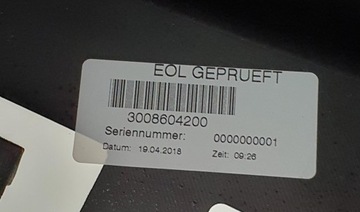 EOL GEPRUEFT
3008604200
Seriennummer: 0000000001
Datum: 19.04.2018 Zeit: 09:26